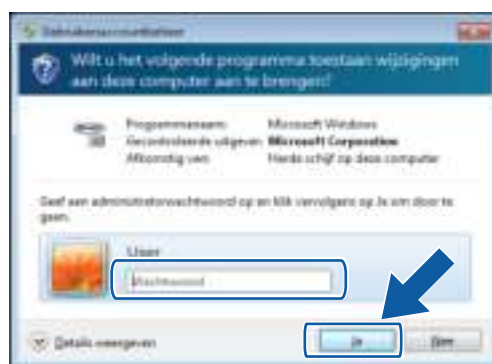 Gebruikersaccountbeheer
Wilt u het volgende programma toestaan wijzigingen
aan deze computer aan te brengen?
Programmanaam: Microsoft Windows
Gecontroleerde uitgever: Microsoft Corporation
Afkomstig van: Harde schijf op deze computer
Geef een administratorwachtwoord op en klik vervolgens op Ja om door te
gaan.
User
Wachtwoord
Details weergeven
Ja
Nee